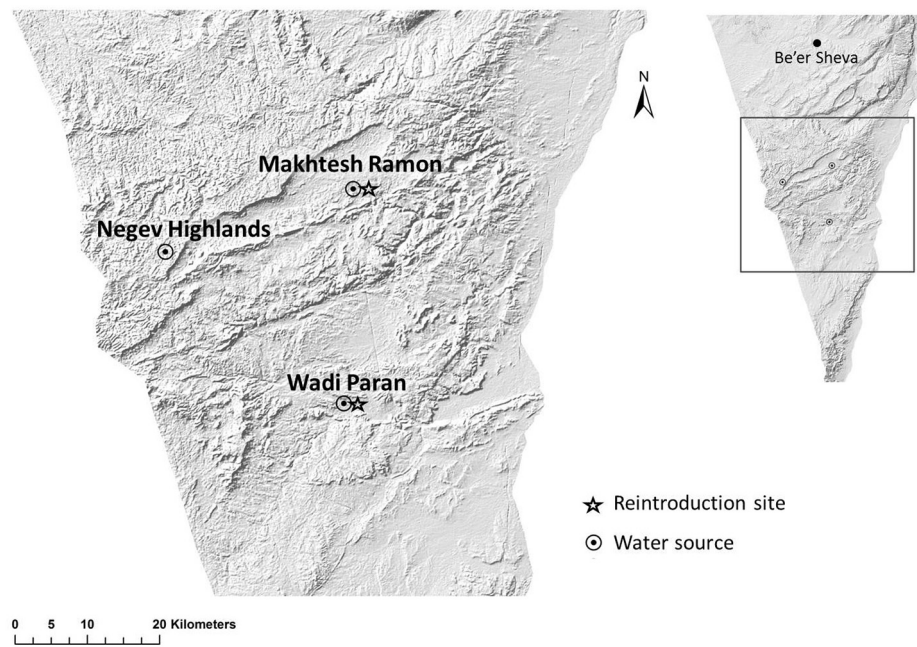 Be'er Sheva
N
Makhtesh Ramon
Negev Highlands
Wadi Paran
Reintroduction site
Water source
0 5 10 20 Kilometers